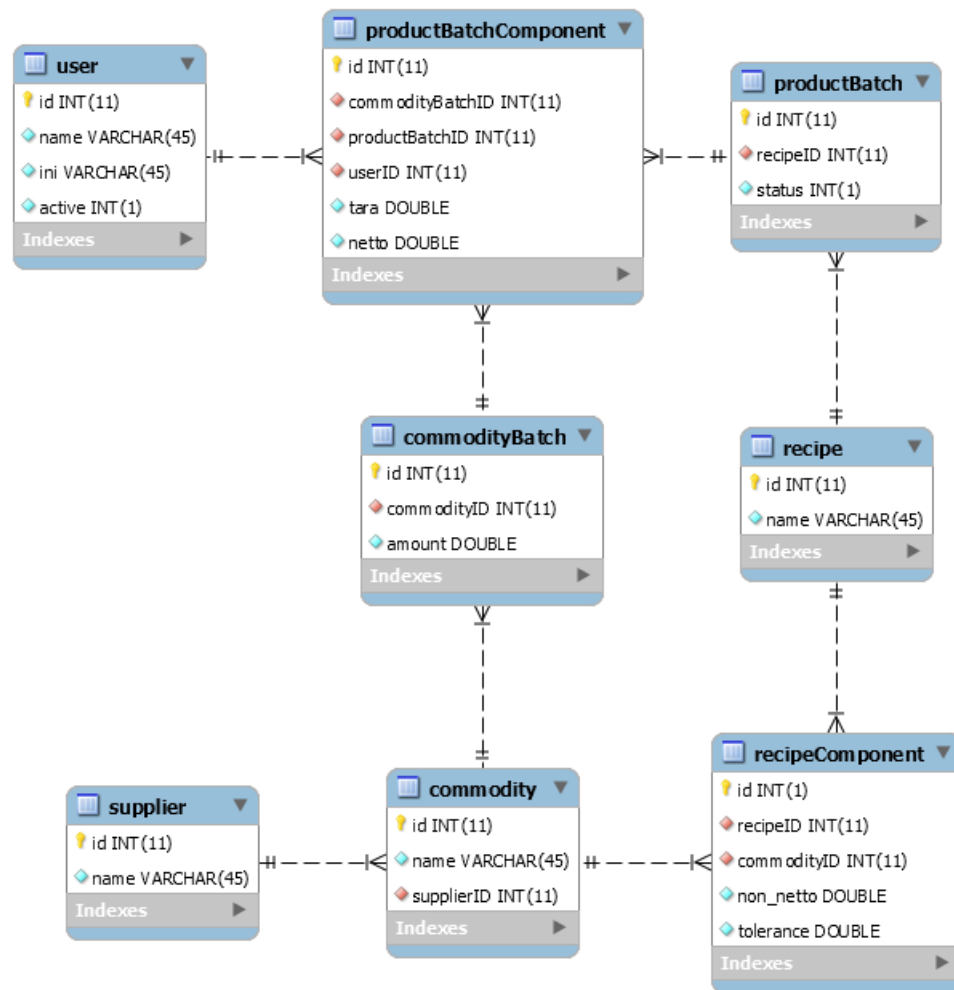 user
id INT(11)
name VARCHAR(45)
ini VARCHAR(45)
active INT(1)
Indexes
productBatchComponent
id INT(11)
commodityBatchID INT(11)
productBatchID INT(11)
userID INT(11)
tara DOUBLE
netto DOUBLE
Indexes
productBatch
id INT(11)
recipeID INT(11)
status INT(1)
Indexes
commodityBatch
id INT(11)
commodityID INT(11)
amount DOUBLE
Indexes
recipe
id INT(11)
name VARCHAR(45)
Indexes
supplier
id INT(11)
name VARCHAR(45)
Indexes
commodity
id INT(11)
name VARCHAR(45)
supplierID INT(11)
Indexes
recipeComponent
id INT(1)
recipeID INT(11)
commodityID INT(11)
non_netto DOUBLE
tolerance DOUBLE
Indexes